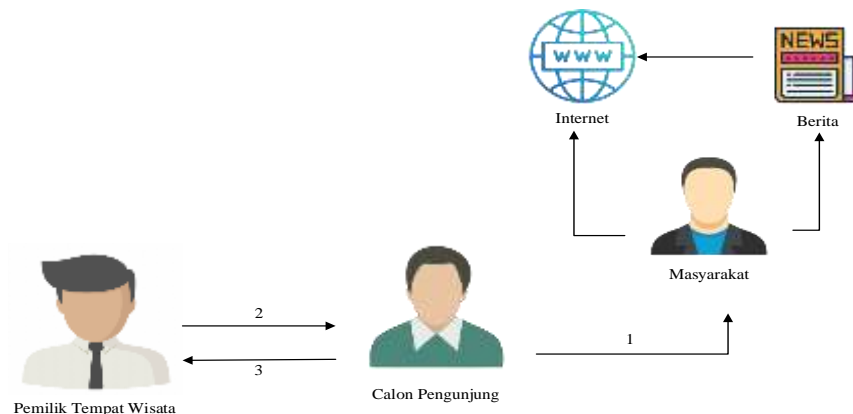 WWW
NEWS
Internet
Berita
Masyarakat
2
1
3
Calon Pengunjung
Pemilik Tempat Wisata